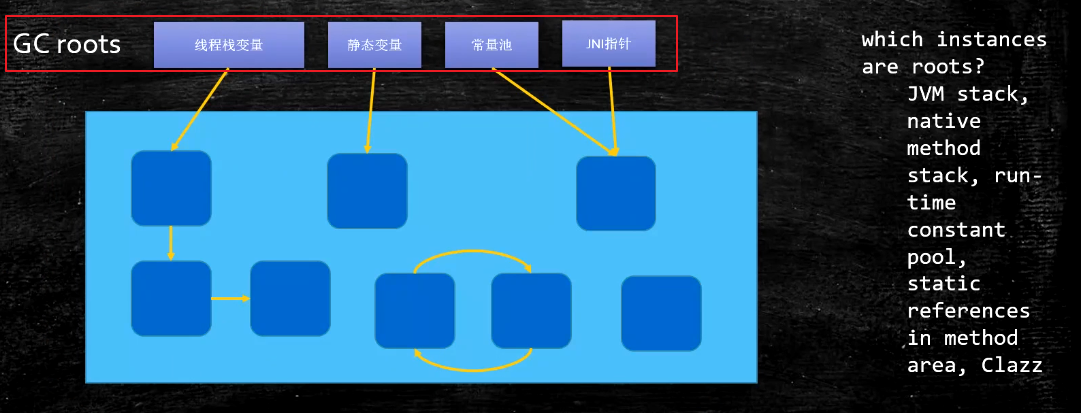 GC roots
线程栈变量
静态变量
常量池
JNI指针
which instances
are roots?
JVM stack,
native
method
stack, run-
time
constant
pool,
static
references
in method
area, Clazz